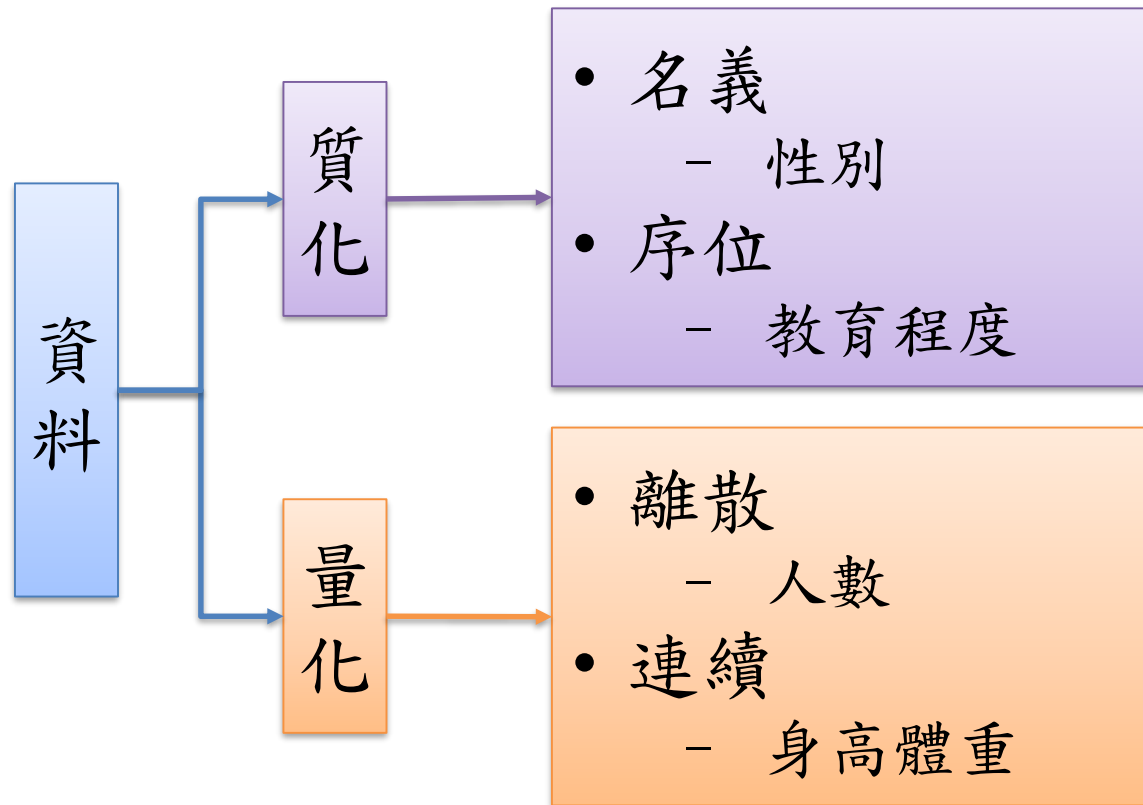 資料
質化
• 名義
– 性別
• 序位
– 教育程度
量化
• 離散
– 人數
• 連續
– 身高體重